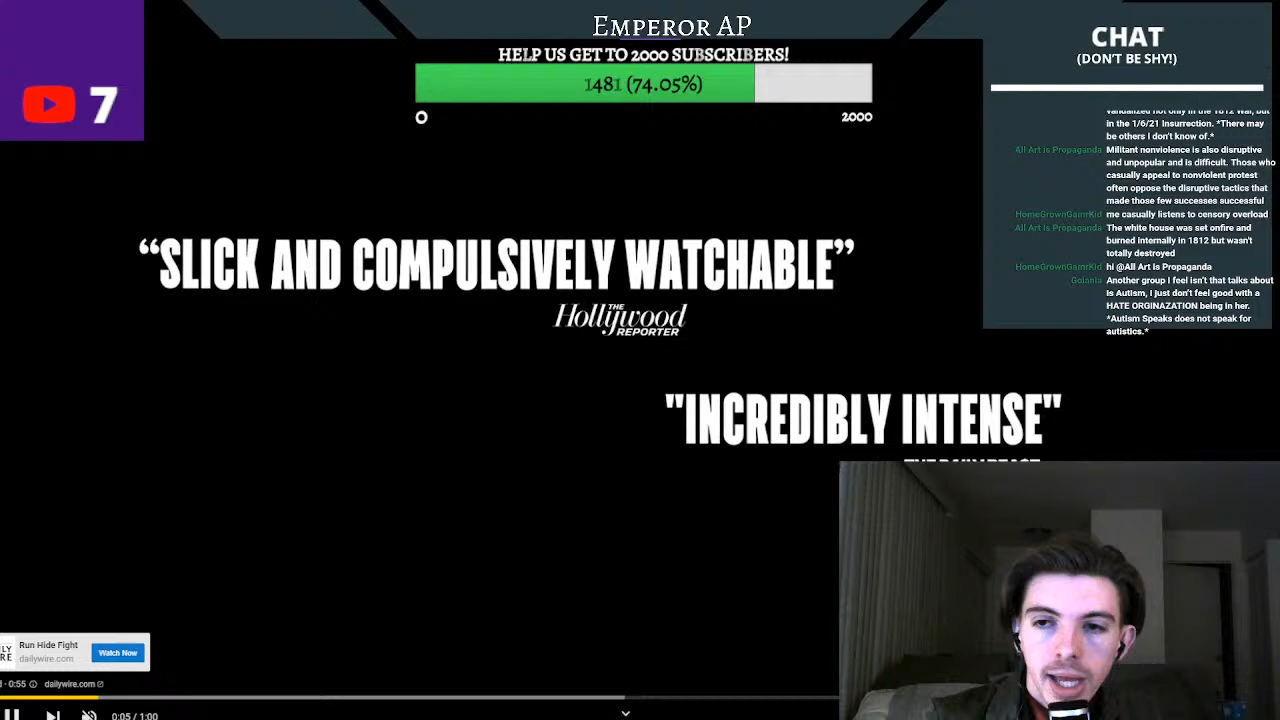 EMPEROR AP
HELP US GET TO 2000 SUBSCRIBERS!
1481 (74.05%)
0
2000
7
CHAT
(DON'T BE SHY!)
vandalized not only in the 1812 War, but
in the 1/6/21 Insurrection. *There may
be others I don't know of.*
All Art is Propaganda Militant nonviolence is also disruptive
and unpopular and is difficult. Those who
casually appeal to nonviolent protest
often oppose the disruptive tactics that
made those few successes successful
HomeGrownGamrKid me casually listens to censory overload
All Art is Propaganda The white house was set onfire and
burned internally in 1812 but wasn't
totally destroyed
HomeGrownGamrKid hi @All Art is Propaganda
Golania Another group I feel isn't that talks about
is Autism, I just don't feel good with a
HATE ORGINAZATION being in her.
*Autism Speaks does not speak for
autistics.*
“SLICK AND COMPULSIVELY WATCHABLE”
THE
Hollywood
REPORTER
"INCREDIBLY INTENSE"
Run Hide Fight
dailywire.com
Watch Now
0:55
dailywire.com
0:05 / 1:00